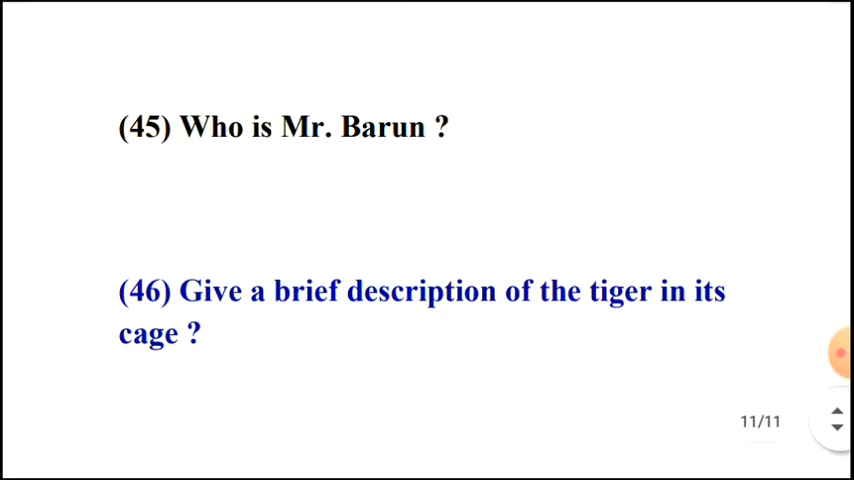 (45) Who is Mr. Barun ?
(46) Give a brief description of the tiger in its
cage ?
11/11